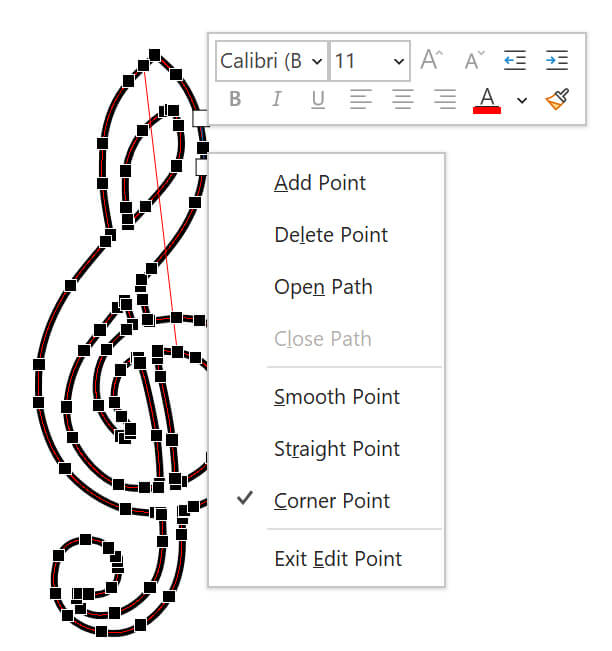 Calibri (B 11 A A
B I U A
Add Point
Delete Point
Open Path
Close Path
Smooth Point
Straight Point
Corner Point
Exit Edit Point